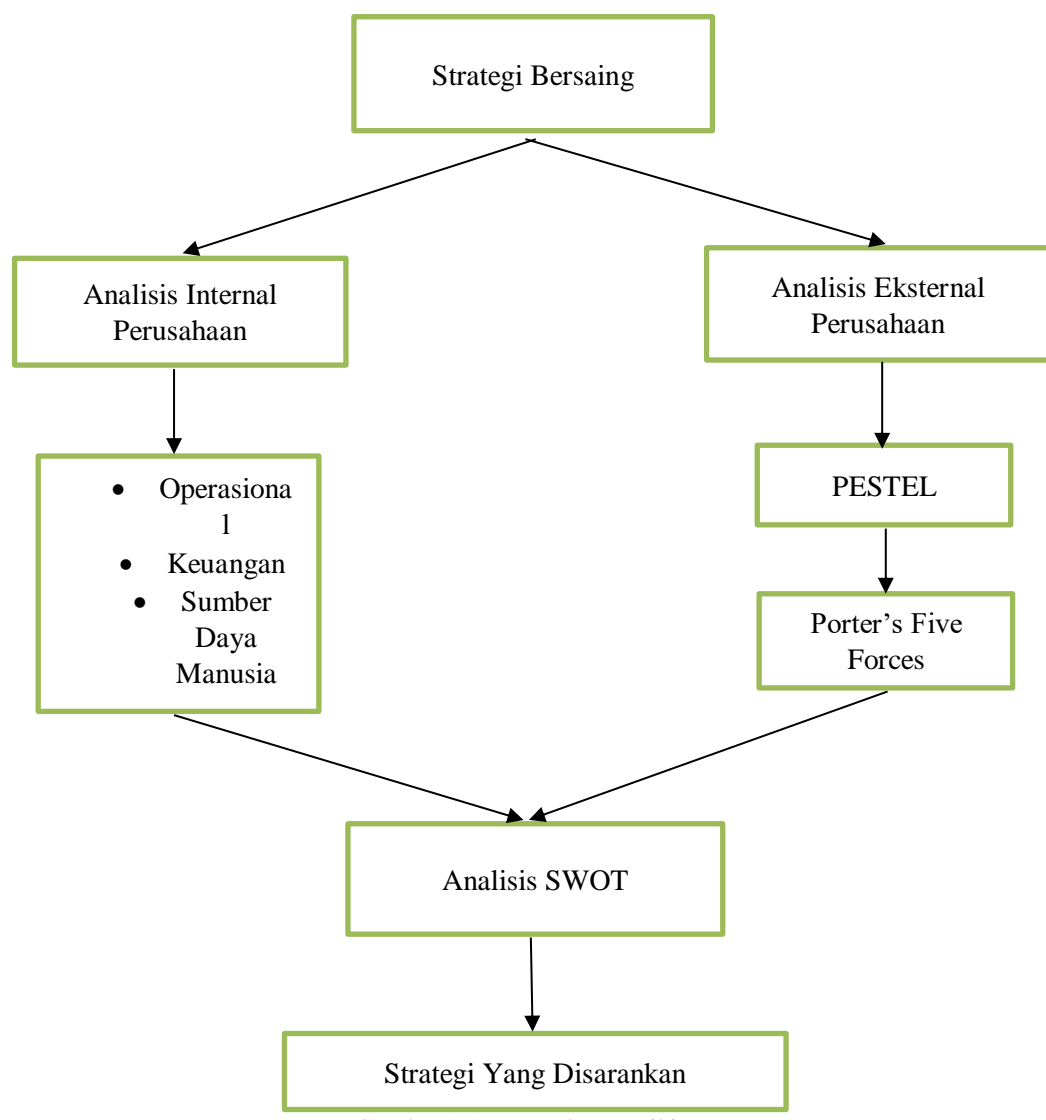 Strategi Bersaing
Analisis Internal
Perusahaan
Analisis Eksternal
Perusahaan
• Operasiona
l
• Keuangan
• Sumber
Daya
Manusia
PESTEL
Porter’s Five
Forces
Analisis SWOT
Strategi Yang Disarankan